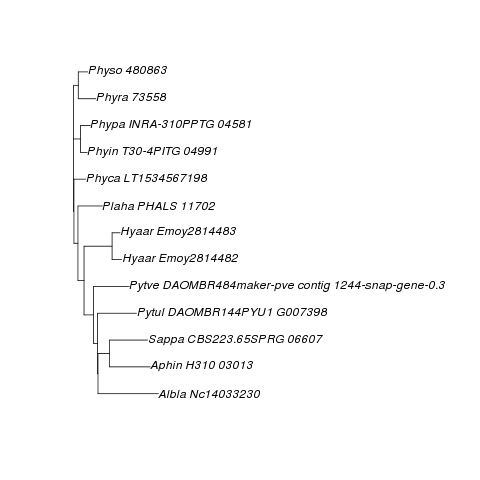 Physo 480863
Phyra 73558
Phypa INRA-310PPTG 04581
Phyin T30-4PITG 04991
Phyca LT1534567198
Plaha PHALS 11702
Hyaar Emoy2814483
Hyaar Emoy2814482
Pytve DAOMBR484maker-pve contig 1244-snap-gene-0.3
Pytul DAOMBR144PYU1 G007398
Sappa CBS223.65SPRG 06607
Aphin H310 03013
Albla Nc14033230